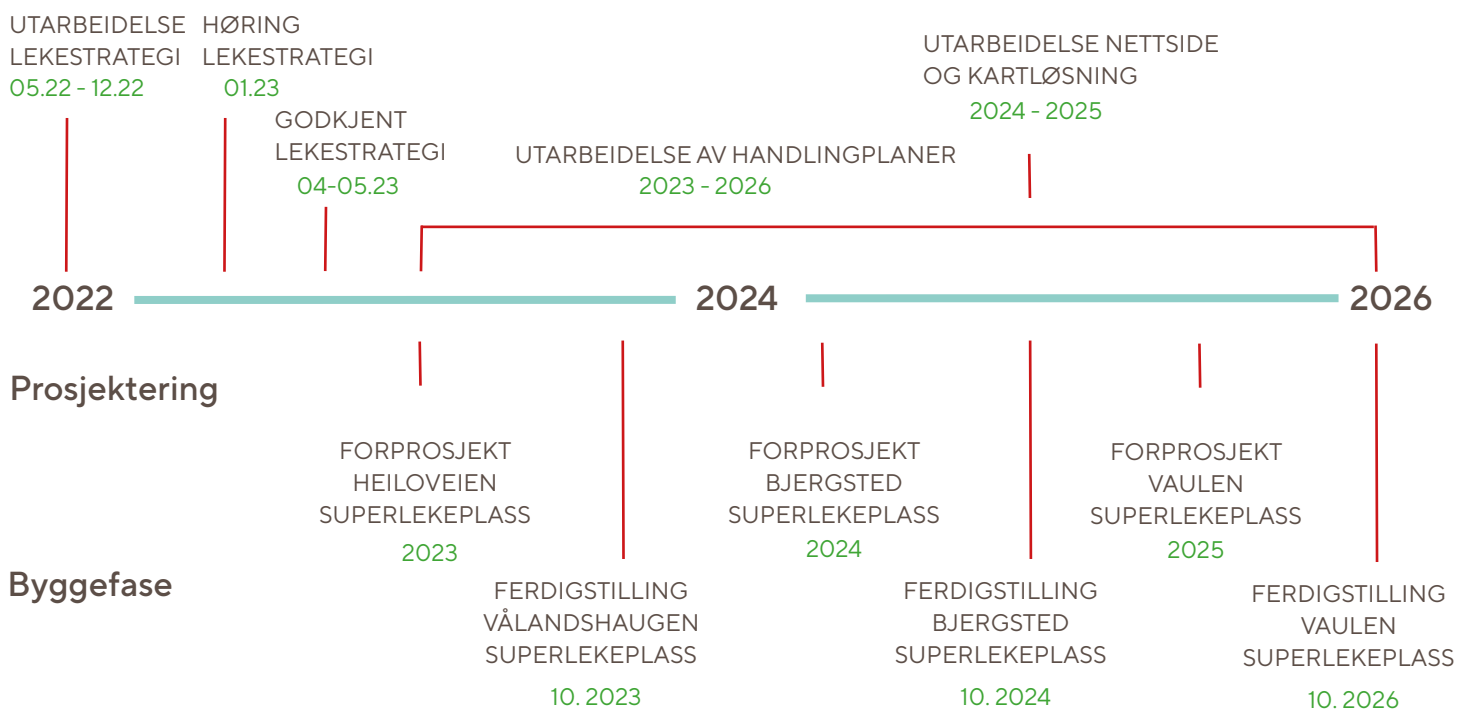 UTARBEIDELSE
LEKESTRATEGI
05.22 - 12.22
HØRING
LEKESTRATEGI
01.23
GODKJENT
LEKESTRATEGI
04-05.23
UTARBEIDELSE AV HANDLINGPLANER
2023 - 2026
UTARBEIDELSE NETTSIDE
OG KARTLØSNING
2024 - 2025
2022
2024
2026
Prosjektering
FORPROSJEKT
HEILOVEIEN
SUPERLEKEPLASS
2023
FORPROSJEKT
BJERGSTED
SUPERLEKEPLASS
2024
FORPROSJEKT
VAULEN
SUPERLEKEPLASS
2025
Byggefase
FERDIGSTILLING
VÅLANDSHAUGEN
SUPERLEKEPLASS
10. 2023
FERDIGSTILLING
BJERGSTED
SUPERLEKEPLASS
10. 2024
FERDIGSTILLING
VAULEN
SUPERLEKEPLASS
10. 2026